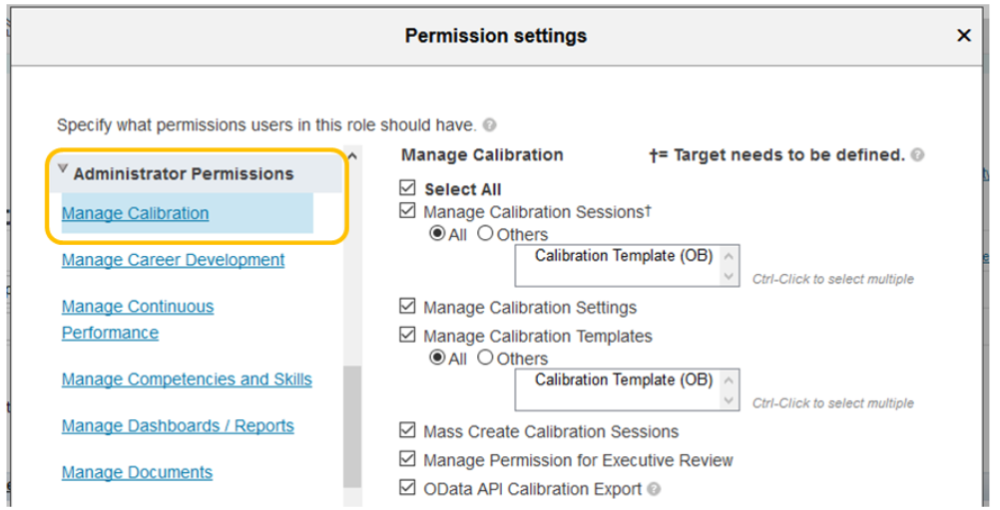 Permission settings
Specify what permissions users in this role should have.
Administrator Permissions
Manage Calibration
Manage Career Development
Manage Continuous
Performance
Manage Competencies and Skills
Manage Dashboards / Reports
Manage Documents
Manage Calibration †= Target needs to be defined.
Select All
Manage Calibration Sessions†
All Others
Calibration Template (OB)
Ctrl-Click to select multiple
Manage Calibration Settings
Manage Calibration Templates
All Others
Calibration Template (OB)
Ctrl-Click to select multiple
Mass Create Calibration Sessions
Manage Permission for Executive Review
OData API Calibration Export